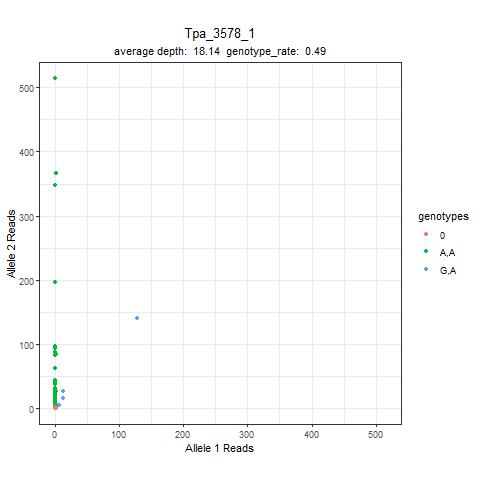 Tpa_3578_1
average depth: 18.14 genotype_rate: 0.49
Allele 2 Reads
500
400
300
200
100
0
0 100 200 300 400 500
Allele 1 Reads
genotypes
0
A,A
G,A